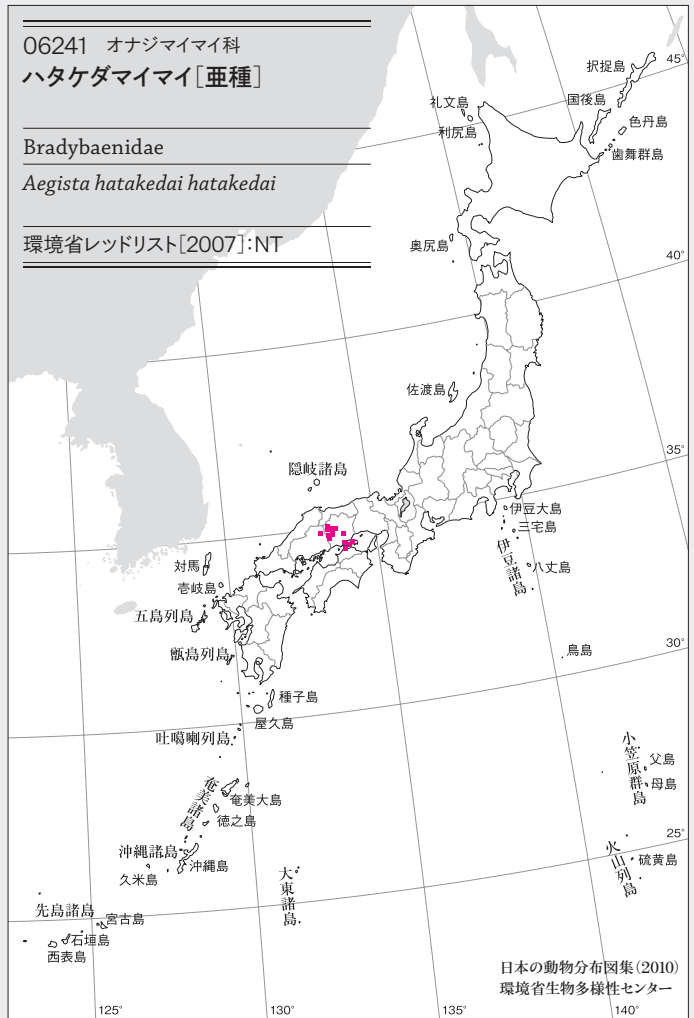 06241 オナジマイマイ科
ハタケダマイマイ[亜種]
Bradybaenidae
Aegista hatakedai hatakedai
環境省レッドリスト[2007]:NT
択捉島
45°
礼文島
国後島
利尻島
色丹島
歯舞群島
奥尻島
40°
佐渡島
35°
隠岐諸島
伊豆大島
三宅島
伊豆諸島
八丈島
対馬
壱岐島
五島列島
甑島列島
鳥島
30°
種子島
屋久島
吐噶喇列島
小笠原群島
父島
母島
奄美諸島
奄美大島
徳之島
25°
沖縄諸島
沖縄島
久米島
火山列島
硫黄島
大東諸島
先島諸島
宮古島
石垣島
西表島
日本の動物分布図集(2010)
環境省生物多様性センター
125°
130°
135°
140°